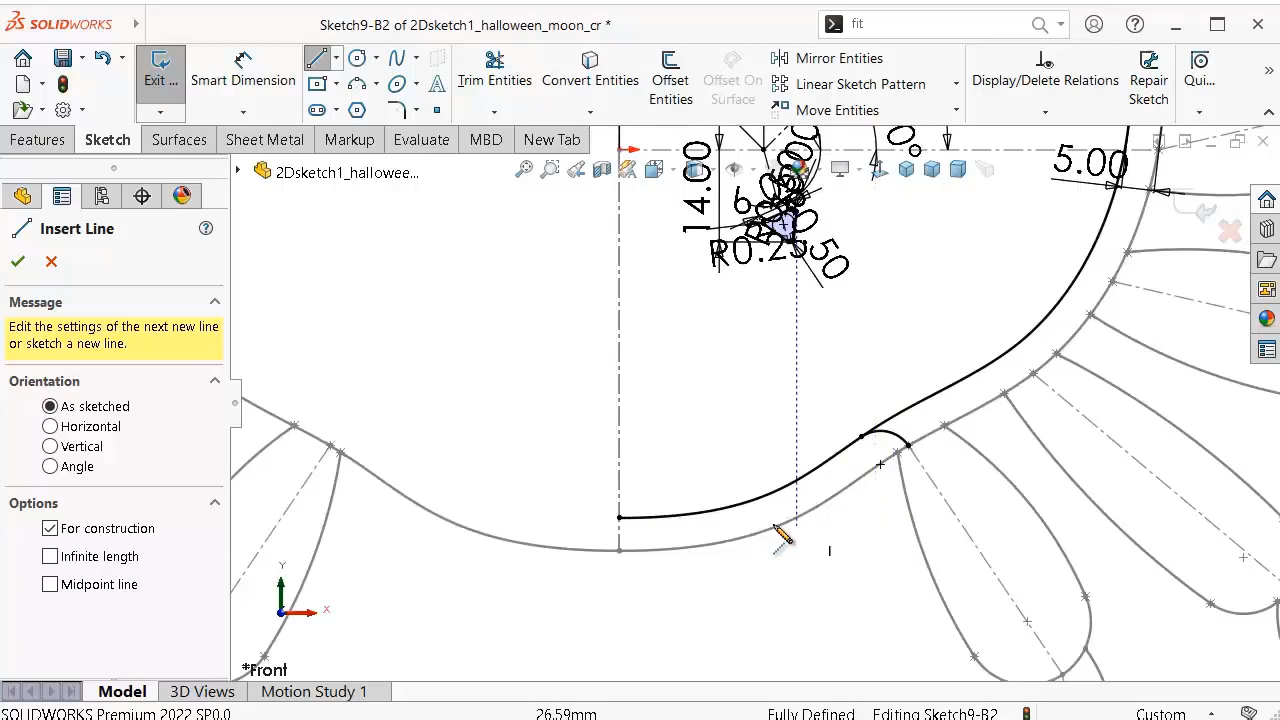 SOLIDWORKS
Sketch9-B2 of 2Dsketch1_halloween_moon_cr *
fit
Exit ...
Smart Dimension
Trim Entities
Convert Entities
Offset Entities
Offset On Surface
Mirror Entities
Linear Sketch Pattern
Move Entities
Display/Delete Relations
Repair Sketch
Qui...
Features
Sketch
Surfaces
Sheet Metal
Markup
Evaluate
MBD
New Tab
2Dsketch1_hallowee...
Insert Line
Message
Edit the settings of the next new line
or sketch a new line.
Orientation
As sketched
Horizontal
Vertical
Angle
Options
For construction
Infinite length
Midpoint line
14.00
R0.25
50
5.00
Y
X
*Front
Model
3D Views
Motion Study 1
SOLIDWORKS Premium 2022 SP0.0
26.59mm
Fully Defined
Editing Sketch9-B2
Custom